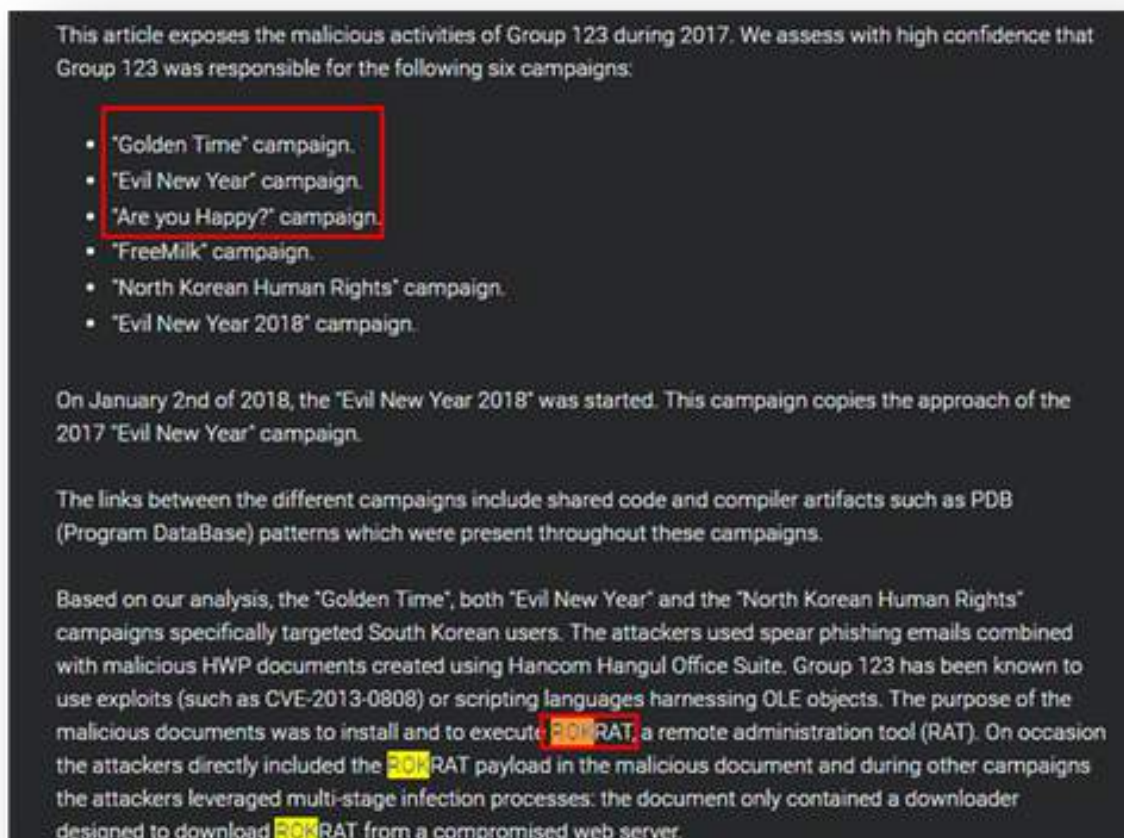 This article exposes the malicious activities of Group 123 during 2017. We assess with high confidence that
Group 123 was responsible for the following six campaigns:
• "Golden Time" campaign.
• "Evil New Year" campaign.
• "Are you Happy?" campaign.
• "FreeMilk" campaign.
• "North Korean Human Rights" campaign.
• "Evil New Year 2018" campaign.
On January 2nd of 2018, the "Evil New Year 2018" was started. This campaign copies the approach of the
2017 "Evil New Year" campaign.
The links between the different campaigns include shared code and compiler artifacts such as PDB
(Program DataBase) patterns which were present throughout these campaigns.
Based on our analysis, the "Golden Time", both "Evil New Year" and the "North Korean Human Rights"
campaigns specifically targeted South Korean users. The attackers used spear phishing emails combined
with malicious HWP documents created using Hancom Hangul Office Suite. Group 123 has been known to
use exploits (such as CVE-2013-0808) or scripting languages harnessing OLE objects. The purpose of the
malicious documents was to install and to execute ROKRAT, a remote administration tool (RAT). On occasion
the attackers directly included the ROKRAT payload in the malicious document and during other campaigns
the attackers leveraged multi-stage infection processes: the document only contained a downloader
designed to download ROKRAT from a compromised web server.